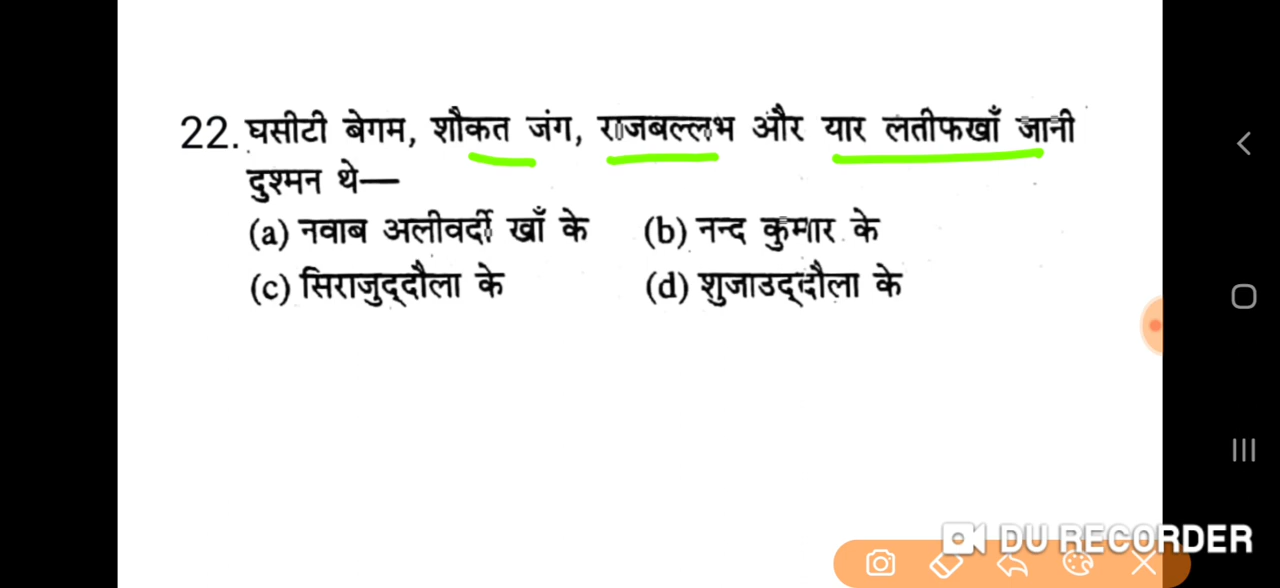 22. घसीटी बेगम, शौकत जंग, राजबल्लभ और यार लतीफखाँ जानी
दुश्मन थे—
(a) नवाब अलीवर्दी खाँ के (b) नन्द कुमार के
(c) सिराजुद्दौला के (d) शुजाउद्दौला के
DU RECORDER